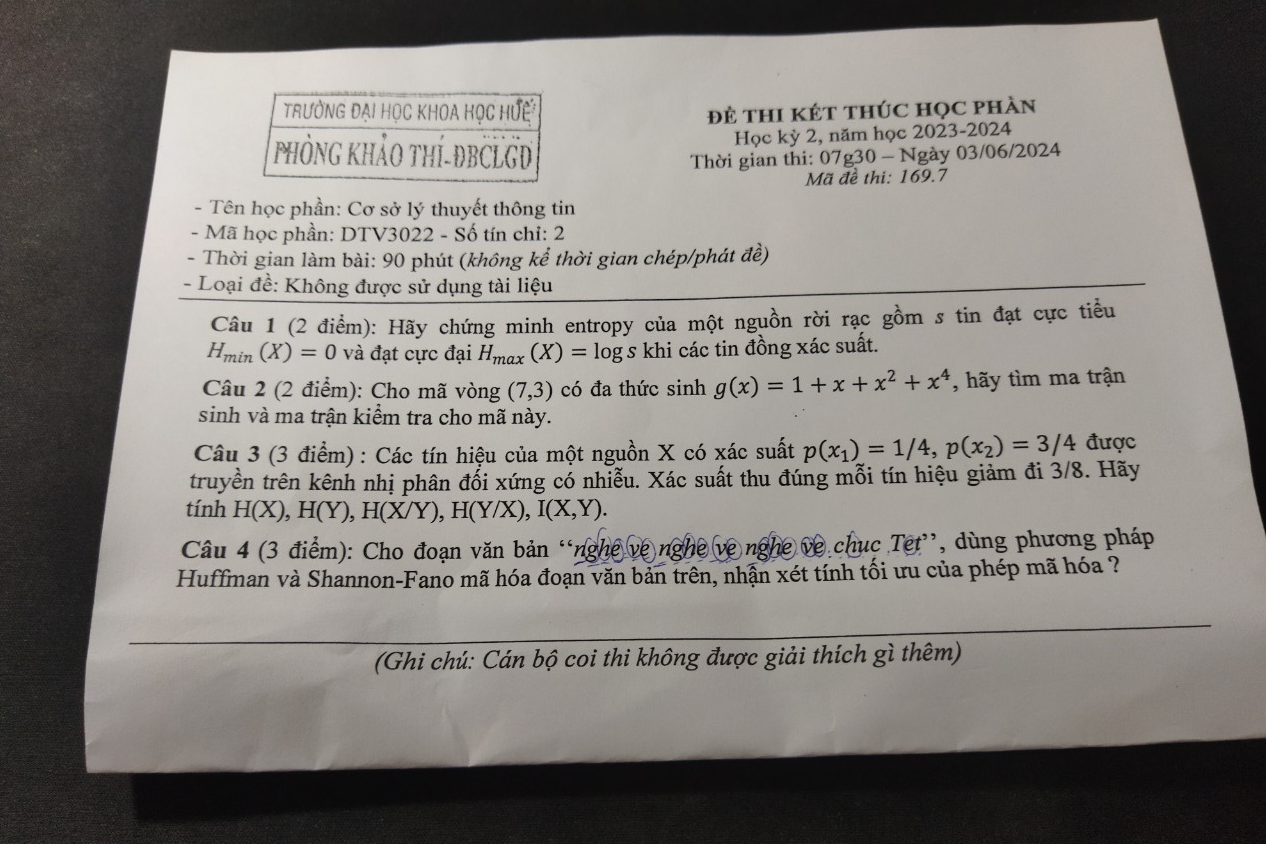 TRƯỜNG ĐẠI HỌC KHOA HỌC HUẾ
PHÒNG KHẢO THÍ-ĐBCLGD
ĐỀ THI KẾT THÚC HỌC PHẦN
Học kỳ 2, năm học 2023-2024
Thời gian thi: 07g30 – Ngày 03/06/2024
Mã đề thi: 169.7
- Tên học phần: Cơ sở lý thuyết thông tin
- Mã học phần: DTV3022 - Số tín chỉ: 2
- Thời gian làm bài: 90 phút (không kể thời gian chép/phát đề)
- Loại đề: Không được sử dụng tài liệu
Câu 1 (2 điểm): Hãy chứng minh entropy của một nguồn rời rạc gồm s tin đạt cực tiểu
Hₘᵢₙ (X) = 0 và đạt cực đại Hₘₐₓ (X) = log s khi các tin đồng xác suất.
Câu 2 (2 điểm): Cho mã vòng (7,3) có đa thức sinh g(x) = 1 + x + x² + x⁴, hãy tìm ma trận
sinh và ma trận kiểm tra cho mã này.
Câu 3 (3 điểm) : Các tín hiệu của một nguồn X có xác suất p(x₁) = 1/4, p(x₂) = 3/4 được
truyền trên kênh nhị phân đối xứng có nhiễu. Xác suất thu đúng mỗi tín hiệu giảm đi 3/8. Hãy
tính H(X), H(Y), H(X/Y), H(Y/X), I(X,Y).
Câu 4 (3 điểm): Cho đoạn văn bản “nghe ve nghe ve nghe ve chuc Tet”, dùng phương pháp
Huffman và Shannon-Fano mã hóa đoạn văn bản trên, nhận xét tính tối ưu của phép mã hóa ?
(Ghi chú: Cán bộ coi thi không được giải thích gì thêm)